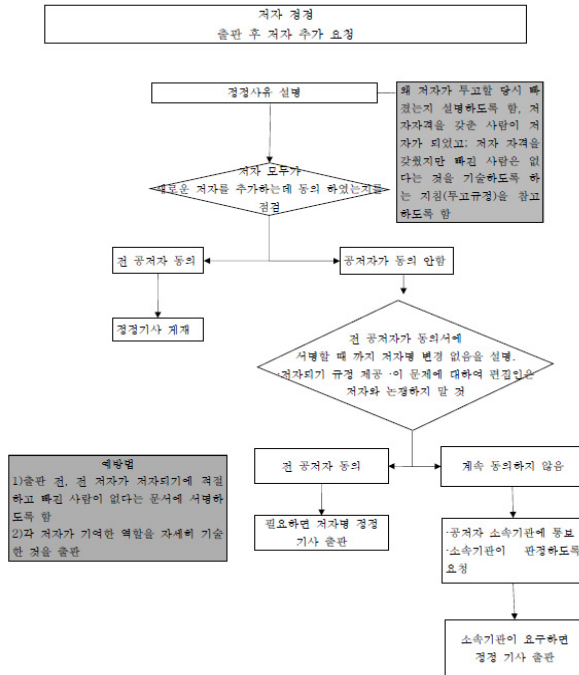 저자 정정
출판 후 저자 추가 요청
정정사유 설명
왜 저자가 투고할 당시 빠
졌는지 설명하도록 함, 저
자자격을 갖춘 사람이 저
자가 되었고; 저자 자격을
갖췄지만 빠진 사람은 없
다는 것을 기술하도록 하
는 지침(투고규정)을 참고
하도록 함
저자 모두가
새로운 저자를 추가하는데 동의 하였는지를
점검
전 공저자 동의
공저자가 동의 안함
정정기사 게재
전 공저자가 동의서에
서명할 때 까지 저자명 변경 없음을 설명.
·저자되기 규정 제공 ·이 문제에 대하여 편집인은
저자와 논쟁하지 말 것
예방법
1)출판 전, 전 저자가 저자되기에 적절
하고 빠진 사람이 없다는 문서에 서명하
도록 함
2)각 저자가 기여한 역할을 자세히 기술
한 것을 출판
전 공저자 동의
계속 동의하지 않음
필요하면 저자명 정정
기사 출판
·공저자 소속기관에 통보
·소속기관이 판정하도록
요청
소속기관이 요구하면
정정 기사 출판